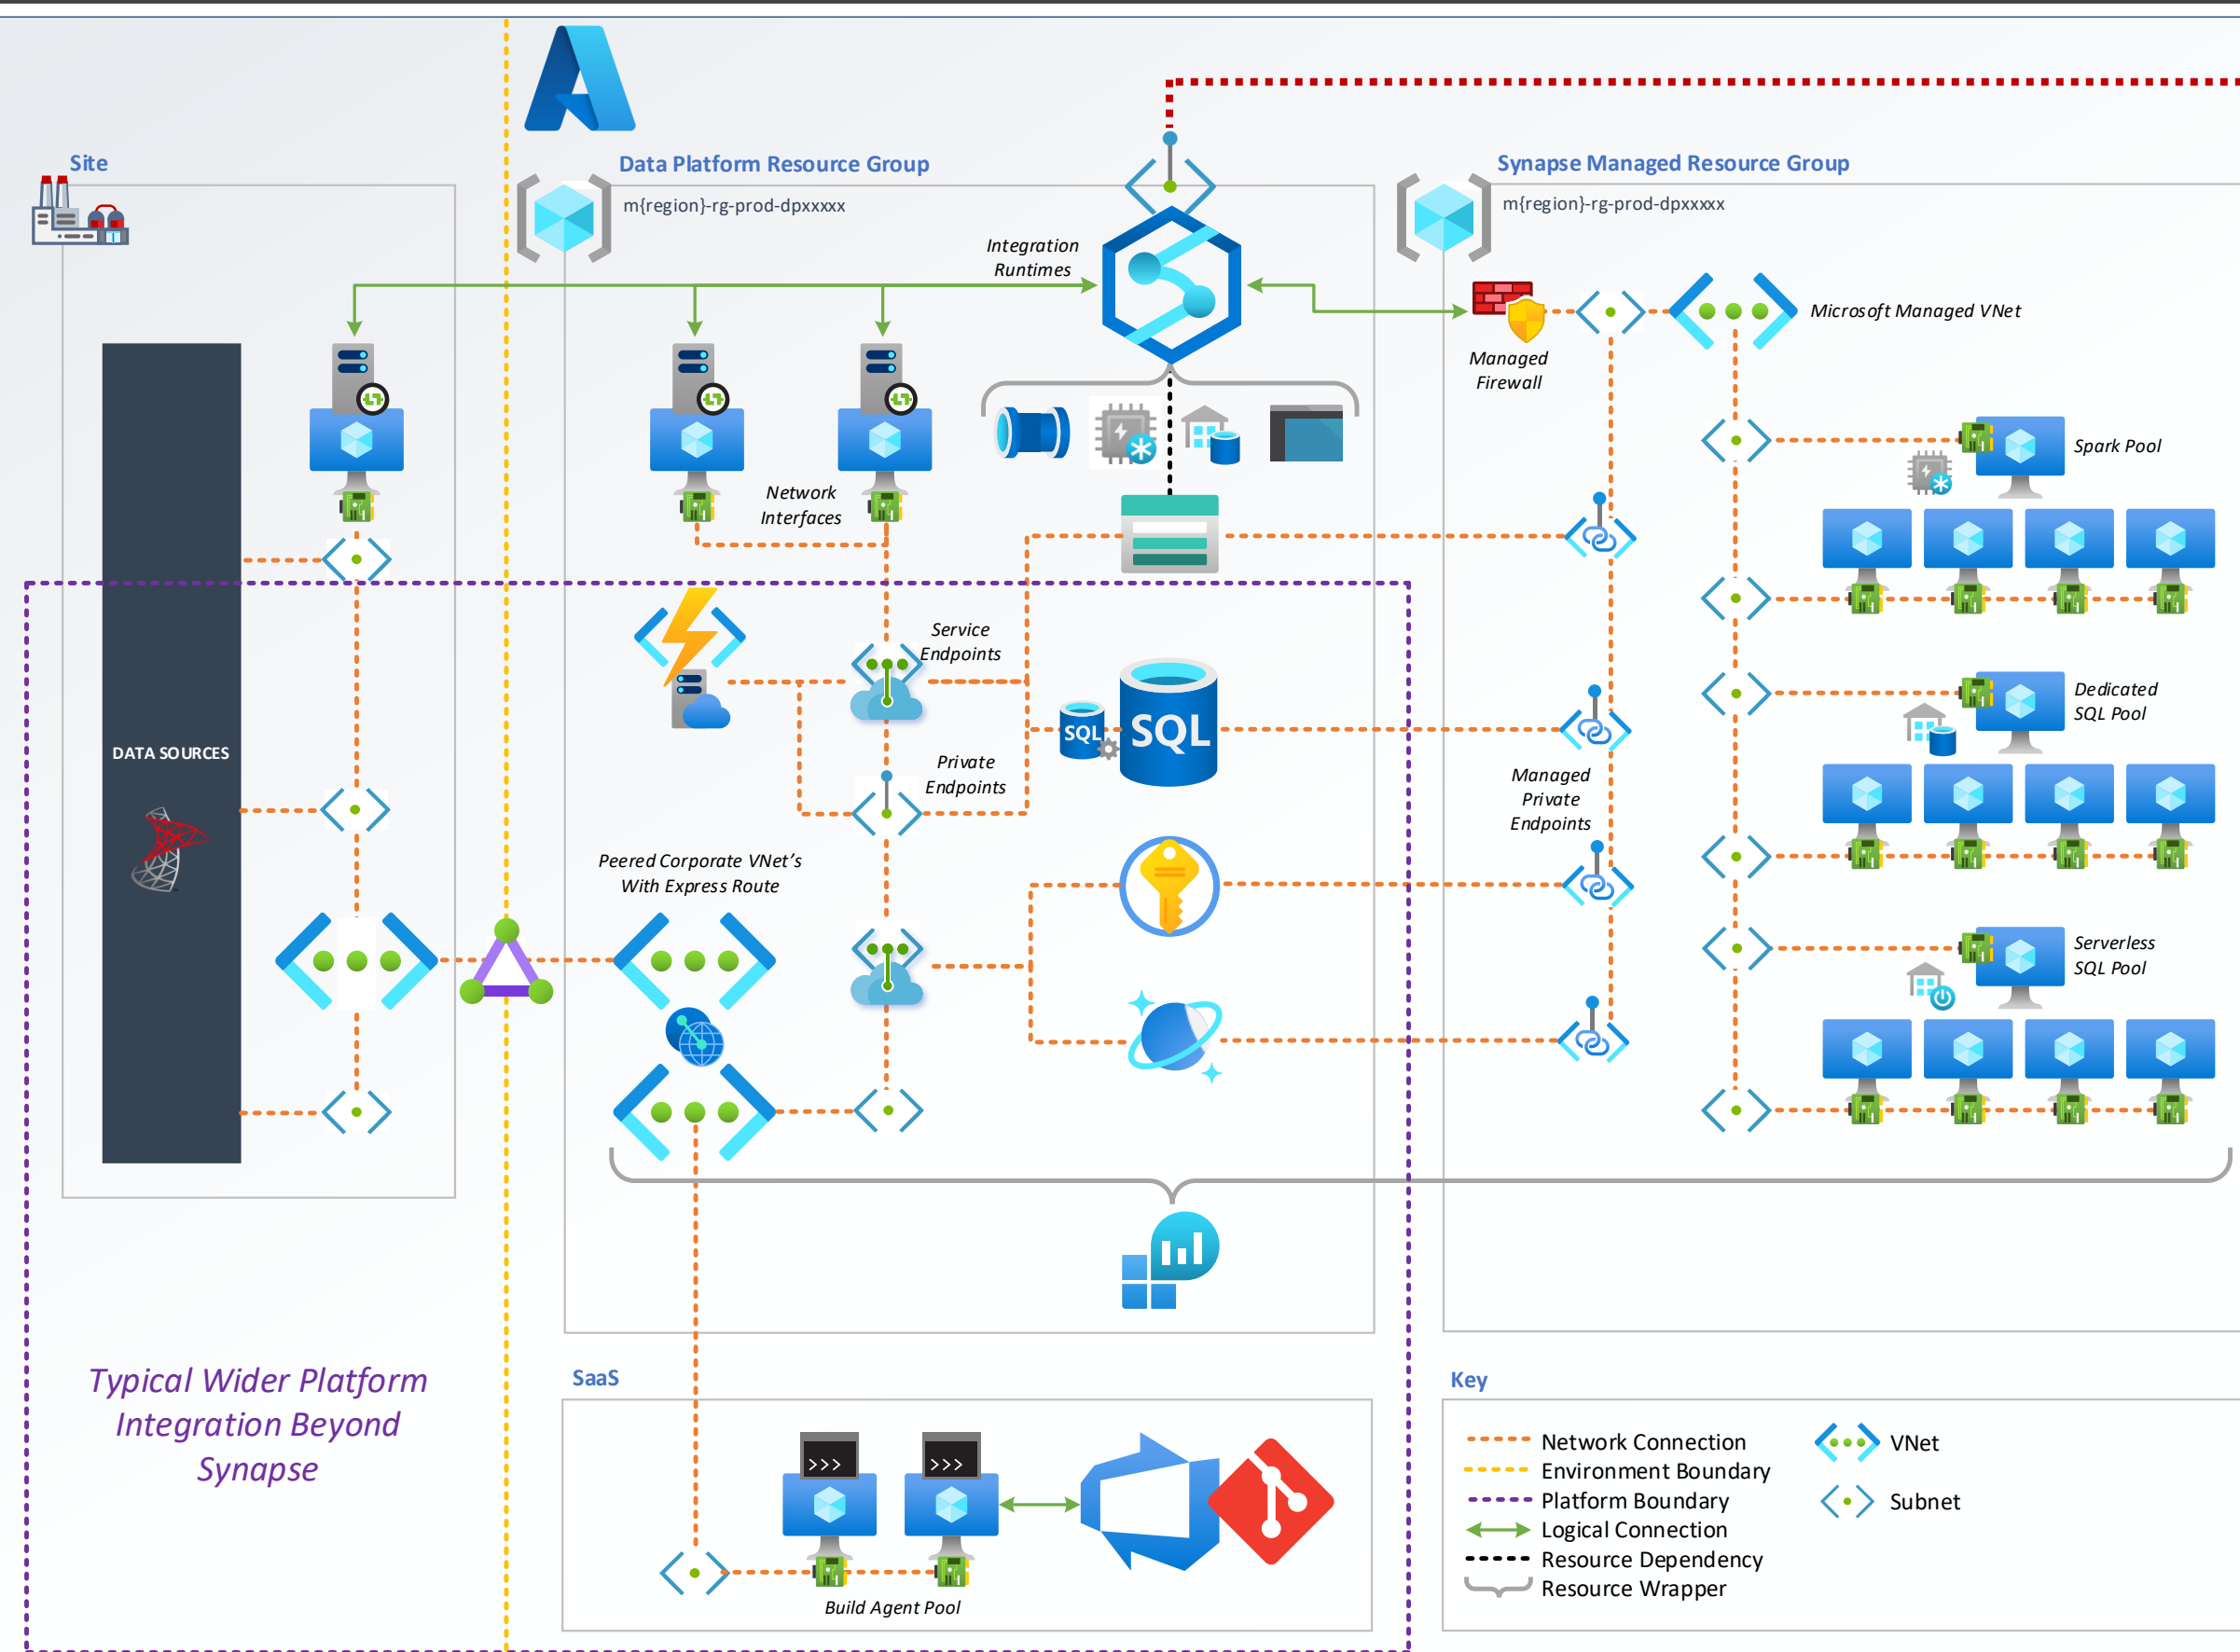 Site
Data Platform Resource Group
m{region}-rg-prod-dpxxxxx
Synapse Managed Resource Group
m{region}-rg-prod-dpxxxxx
Integration
Runtimes
Microsoft Managed VNet
Managed
Firewall
Spark Pool
Network
Interfaces
Service
Endpoints
Dedicated
SQL Pool
SQL
SQL
DATA SOURCES
Private
Endpoints
Managed
Private
Endpoints
Peered Corporate VNet's
With Express Route
Serverless
SQL Pool
Typical Wider Platform
Integration Beyond
Synapse
SaaS
>>>
>>>
Build Agent Pool
Key
Network Connection
Environment Boundary
Platform Boundary
Logical Connection
Resource Dependency
Resource Wrapper
VNet
Subnet